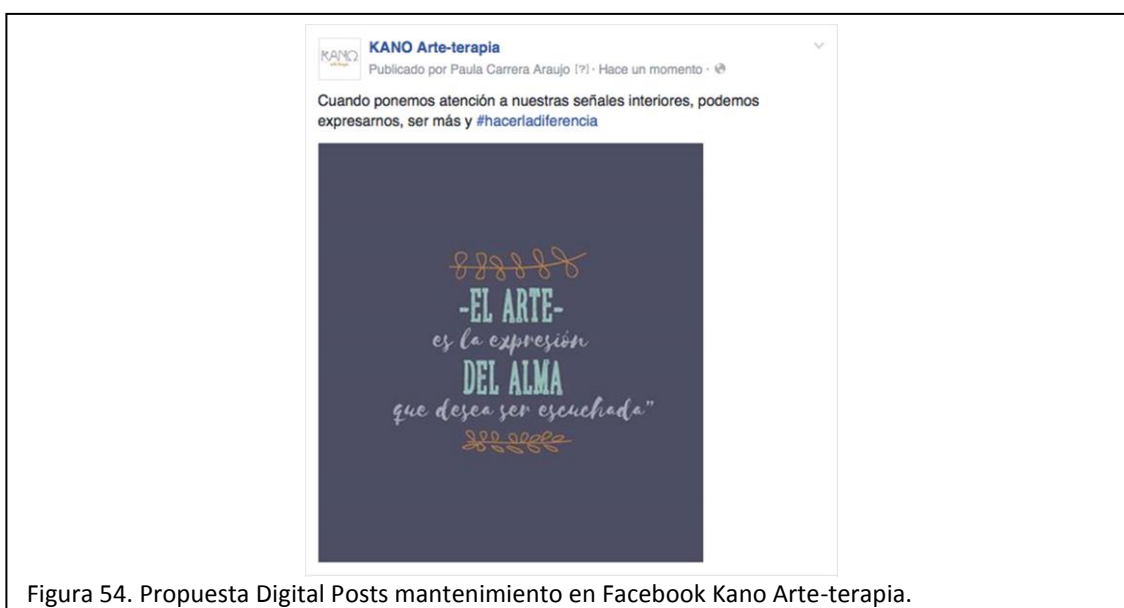 KANO
KANO Arte-terapia
Publicado por Paula Carrera Araujo [?] · Hace un momento ·
Cuando ponemos atención a nuestras señales interiores, podemos
expresarnos, ser más y #hacerladiferencia
-EL ARTE-
es la expresión
DEL ALMA
que desea ser escuchada”
Figura 54. Propuesta Digital Posts mantenimiento en Facebook Kano Arte-terapia.